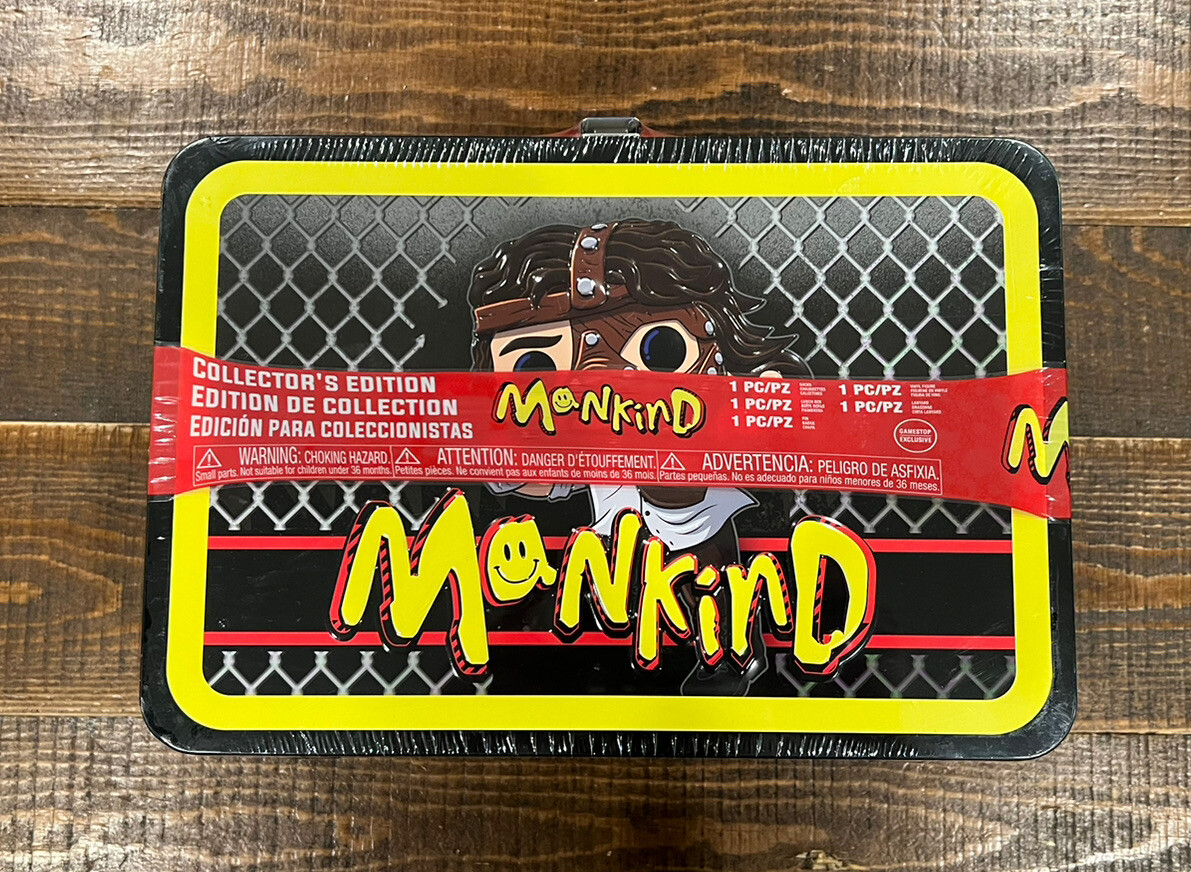 COLLECTOR'S EDITION
EDITION DE COLLECTION
EDICIÓN PARA COLECCIONISTAS
MaNKinD
1 PC/PZ
1 PC/PZ
1 PC/PZ
1 PC/PZ
1 PC/PZ
GAMESTOP
EXCLUSIVE
WARNING: CHOKING HAZARD.
Small parts. Not suitable for children under 36 months.
ATTENTION: DANGER D'ÉTOUFFEMENT.
Petites pièces. Ne convient pas aux enfants de moins de 36 mois.
ADVERTENCIA: PELIGRO DE ASFIXIA.
Partes pequeñas. No es adecuado para niños menores de 36 meses.
M
MaNKinD